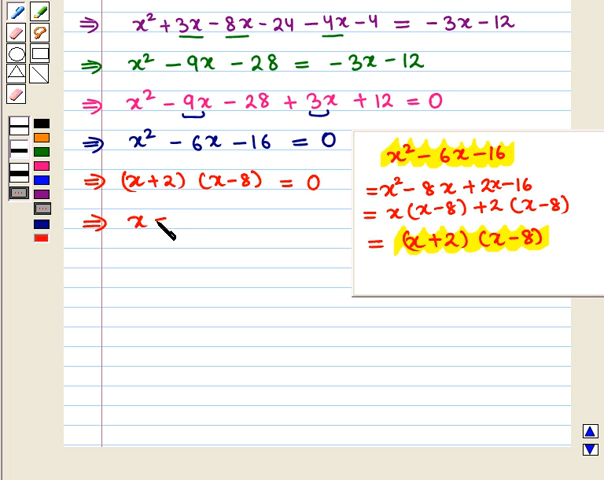 ⇒ x² + 3x - 8x - 24 - 4x - 4 = - 3x - 12
⇒ x² - 9x - 28 = - 3x - 12
⇒ x² - 9x - 28 + 3x + 12 = 0
⇒ x² - 6x - 16 = 0
⇒ (x+2) (x-8) = 0
⇒ x -
x² - 6x - 16
= x² - 8x + 2x - 16
= x (x-8) + 2 (x-8)
= (x+2) (x-8)